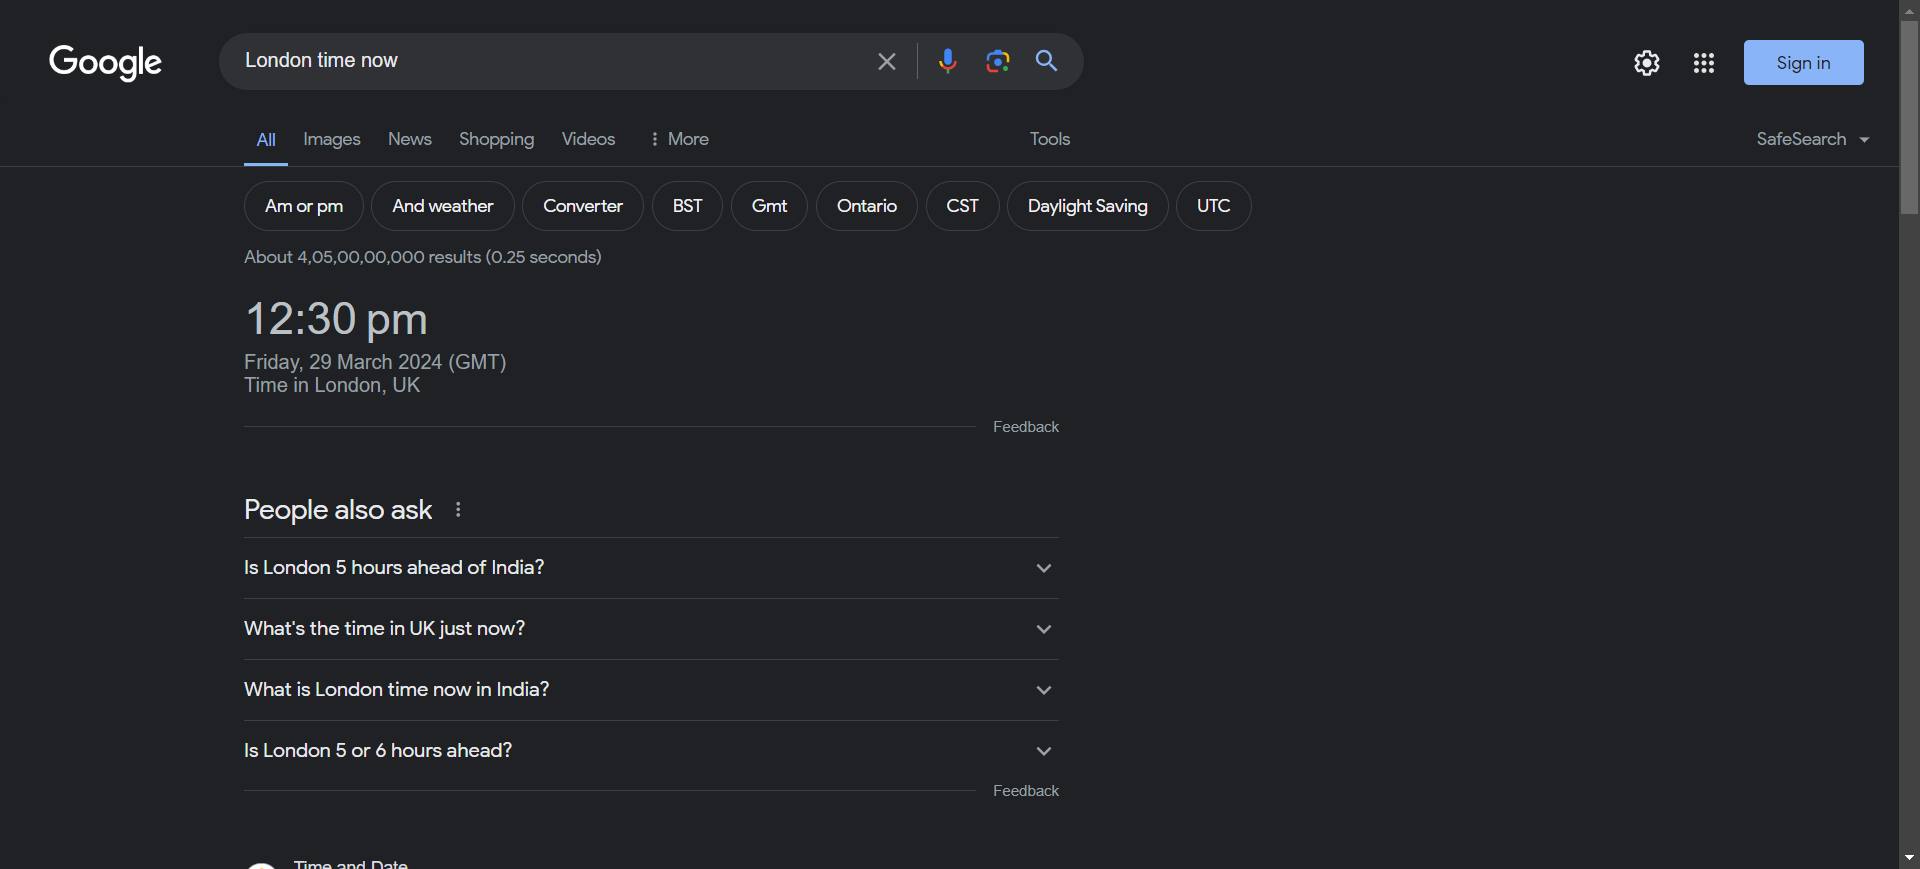 Google
London time now
Sign in
All Images News Shopping Videos More Tools SafeSearch
Am or pm And weather Converter BST Gmt Ontario CST Daylight Saving UTC
About 4,05,00,00,000 results (0.25 seconds)
12:30 pm
Friday, 29 March 2024 (GMT)
Time in London, UK
Feedback
People also ask
Is London 5 hours ahead of India?
What's the time in UK just now?
What is London time now in India?
Is London 5 or 6 hours ahead?
Feedback
Time and Date